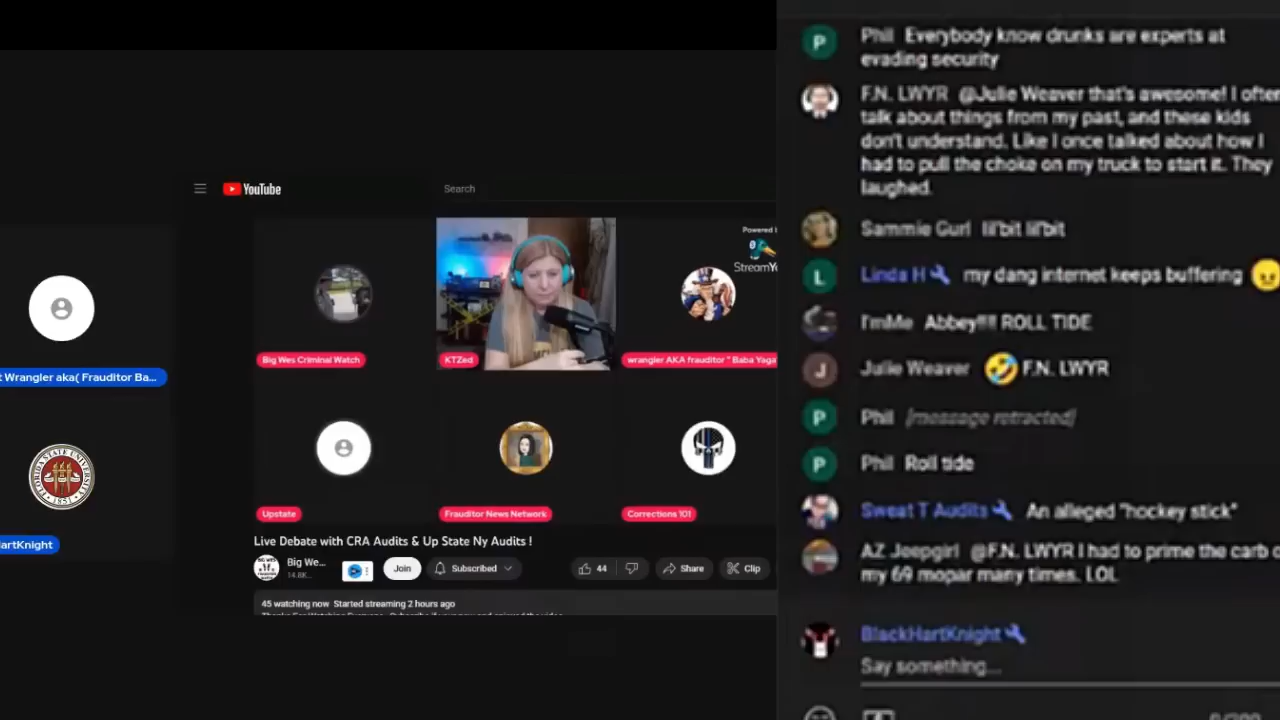 Phil Everybody know drunks are experts at
evading security
F.N. LWYR @Julie Weaver that's awesome! I often
talk about things from my past, and these kids
don't understand. Like I once talked about how I
had to pull the choke on my truck to start it. They
laughed.
Sammie Gurl lil'bit lil'bit
Linda H my dang internet keeps buffering
I'mMe Abbey!!!! ROLL TIDE
Julie Weaver F.N. LWYR
Phil [message retracted]
Phil Roll tide
Sweat T Audits An alleged "hockey stick"
AZ Jeepgirl @F.N. LWYR I had to prime the carb o
my 69 mopar many times. LOL
BlackHartKnight
Say something...
YouTube
Search
Powered by
StreamY
Big Wes Criminal Watch
KTZed
wrangler AKA frauditor " Baba Yaga"
Upstate
Frauditor News Network
Corrections 101
Live Debate with CRA Audits & Up State Ny Audits !
Big We...
14.8K..
Join
Subscribed
44
Share
Clip
45 watching now Started streaming 2 hours ago
t Wrangler aka( Frauditor Ba...
FLORIDA STATE UNIVERSITY
1851
artKnight